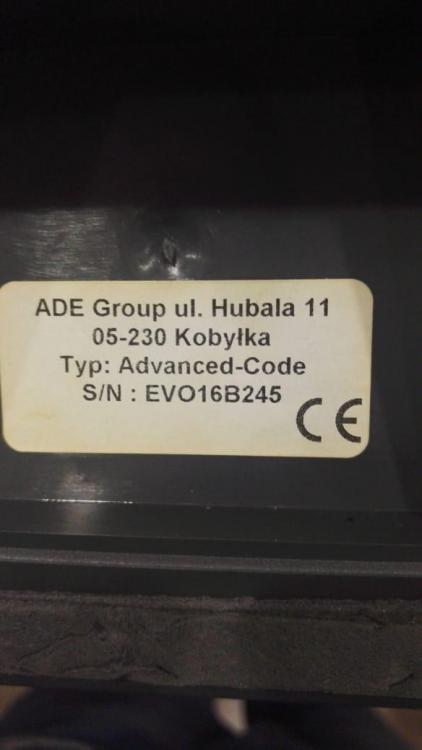 ADE Group ul. Hubala 11
05-230 Kobyłka
Typ: Advanced-Code
S/N : EVO16B245
CE